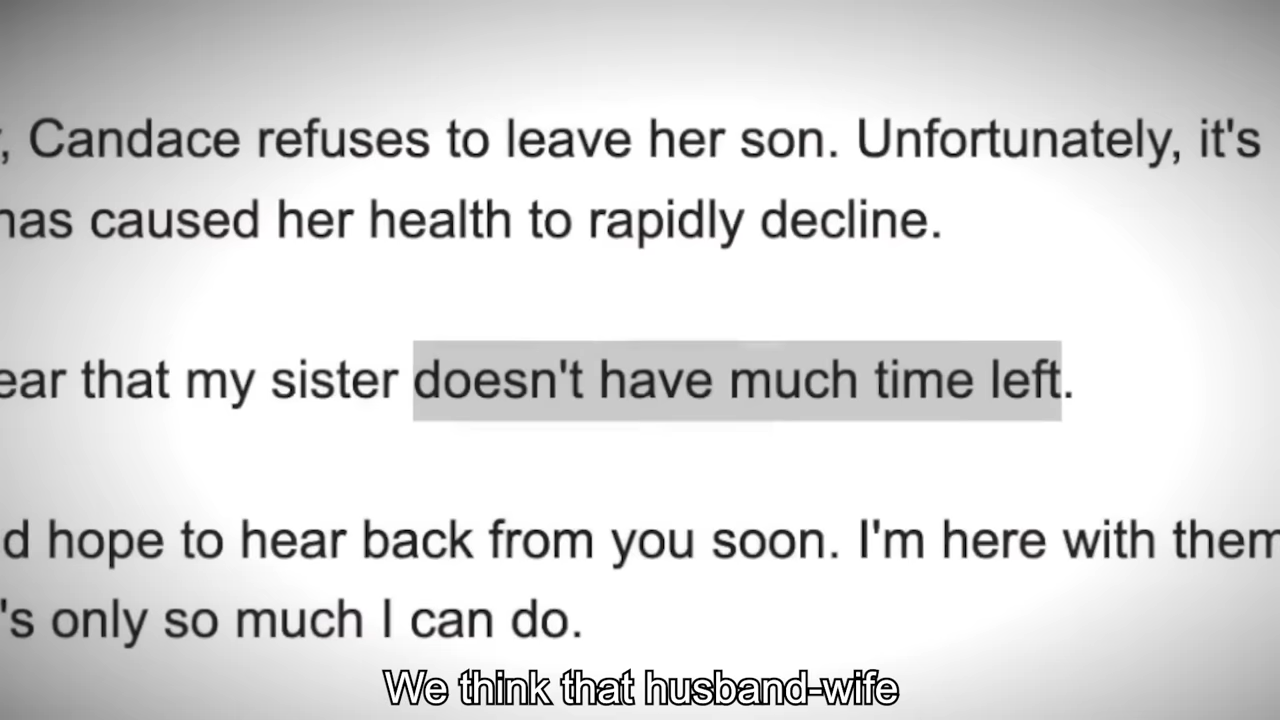 , Candace refuses to leave her son. Unfortunately, it's
has caused her health to rapidly decline.
that my sister doesn't have much time left.
hope to hear back from you soon. I'm here with them
's only so much I can do.
We think that husband-wife